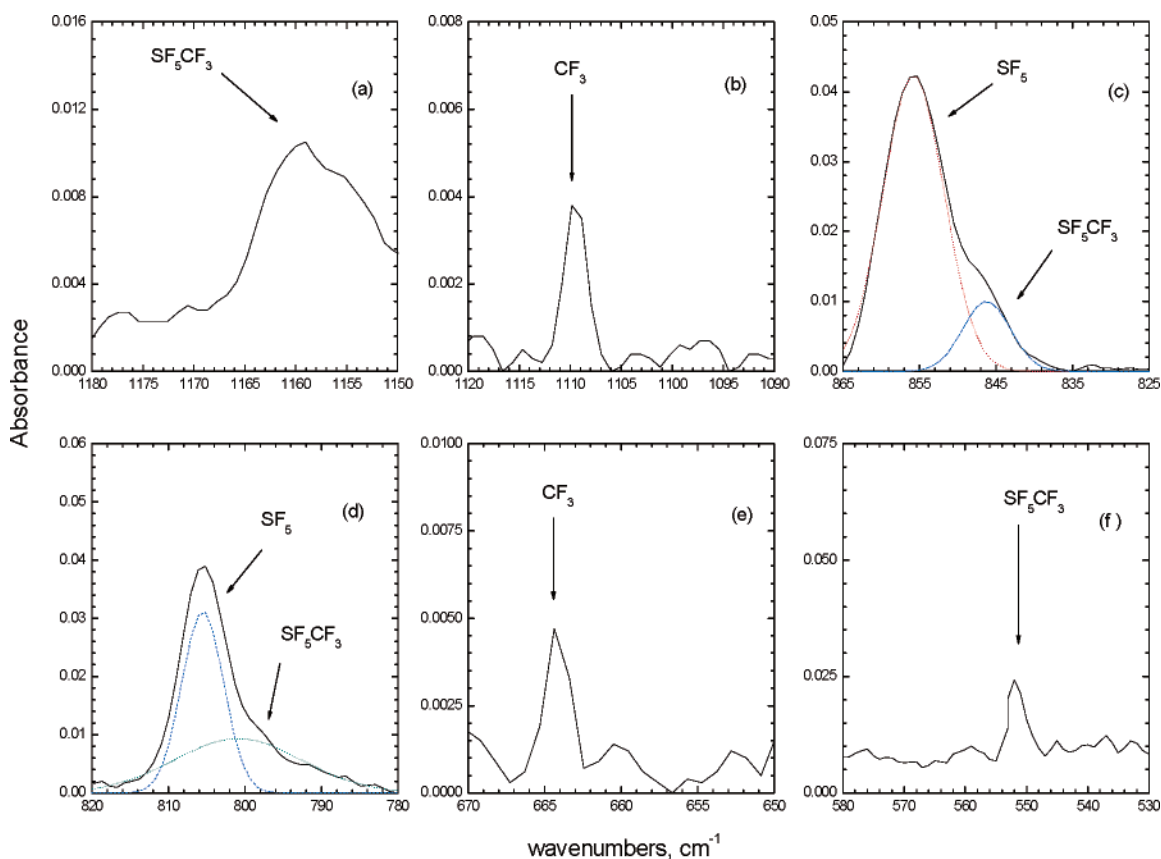 Absorbance
0.016
0.012
0.008
0.004
0.000
SF5CF3
(a)
1180 1175 1170 1165 1160 1155 1150
0.008
0.006
0.004
0.002
0.000
CF3
(b)
1120 1115 1110 1105 1100 1095 1090
0.05
0.04
0.03
0.02
0.01
0.00
SF5
(c)
SF5CF3
865 855 845 835 825
0.06
0.05
0.04
0.03
0.02
0.01
0.00
(d)
SF5
SF5CF3
820 810 800 790 780
0.0100
0.0075
0.0050
0.0025
0.0000
CF3
(e)
670 665 660 655 650
0.075
0.050
0.025
0.000
SF5CF3
(f )
580 570 560 550 540 530
wavenumbers, cm-1